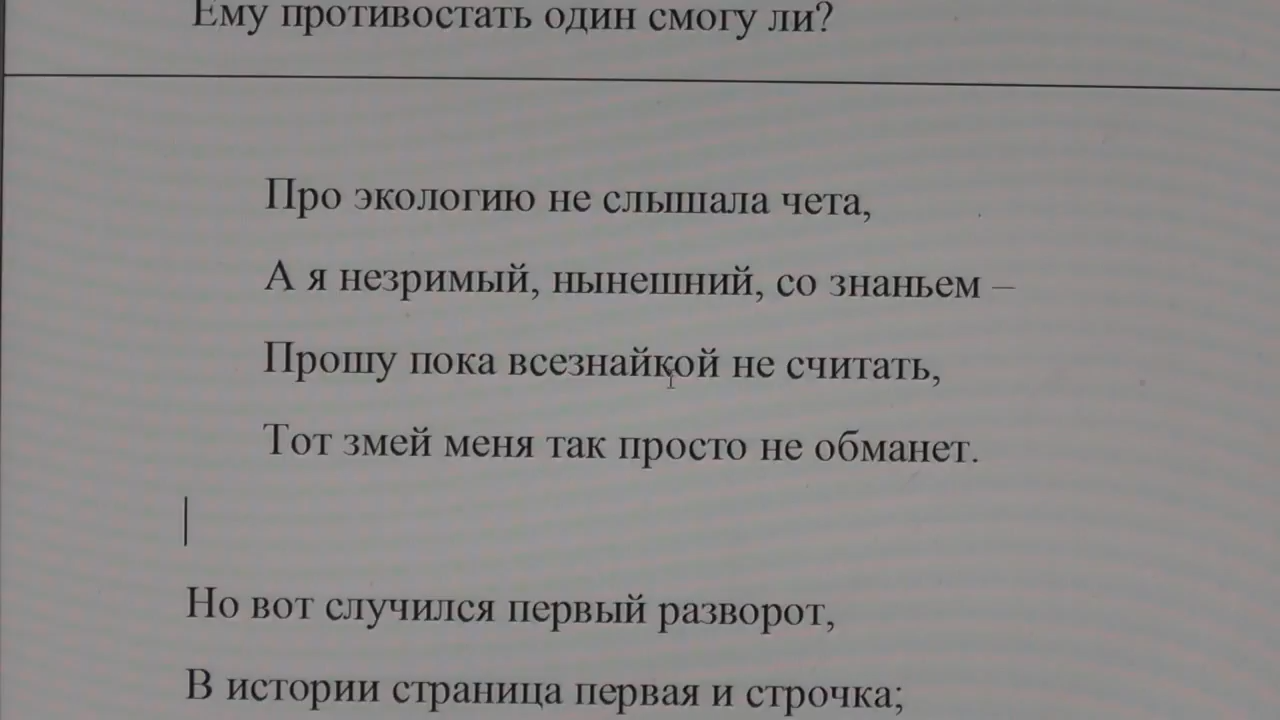 Ему противостать один смогу ли?
Про экологию не слышала чета,
А я незримый, нынешний, со знаньем –
Прошу пока всезнайкой не считать,
Тот змей меня так просто не обманет.
Но вот случился первый разворот,
В истории страница первая и строчка;